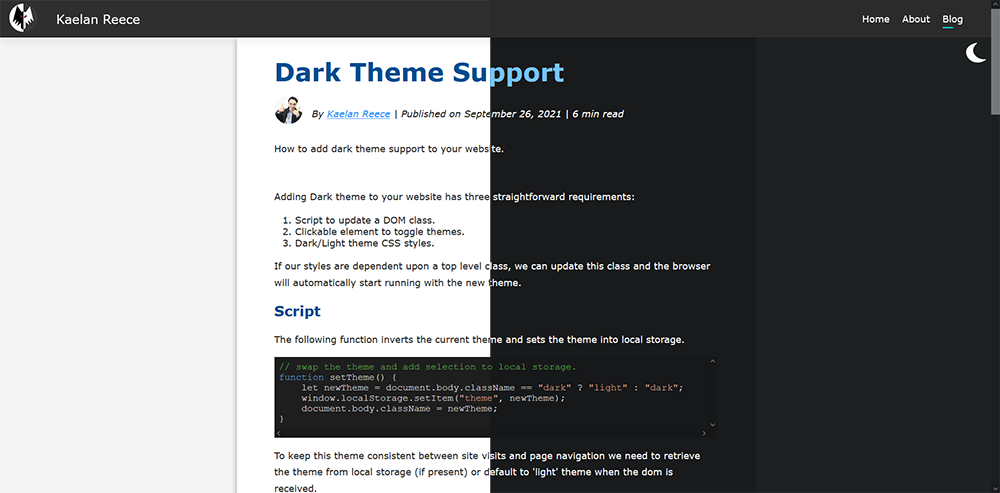 Kaelan Reece
Home About Blog
Dark Theme Support
By Kaelan Reece | Published on September 26, 2021 | 6 min read
How to add dark theme support to your website.
Adding Dark theme to your website has three straightforward requirements:
1. Script to update a DOM class.
2. Clickable element to toggle themes.
3. Dark/Light theme CSS styles.
If our styles are dependent upon a top level class, we can update this class and the browser
will automatically start running with the new theme.
Script
The following function inverts the current theme and sets the theme into local storage.
// swap the theme and add selection to local storage.
function setTheme() {
    let newTheme = document.body.className == "dark" ? "light" : "dark";
    window.localStorage.setItem("theme", newTheme);
    document.body.className = newTheme;
}
To keep this theme consistent between site visits and page navigation we need to retrieve
the theme from local storage (if present) or default to 'light' theme when the dom is
received.